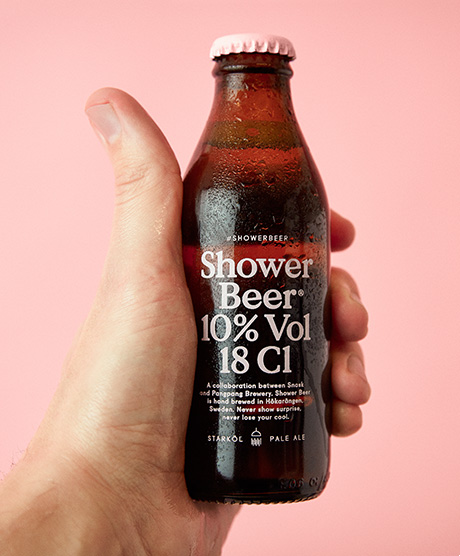 #SHOWERBEER
Shower
Beer®
10% Vol
18 Cl
A collaboration between Snask
and Pangpang Brewery, Shower Beer
is hand brewed in Hökarängen,
Sweden. Never show surprise,
never lose your cool.
STARKÖL PALE ALE